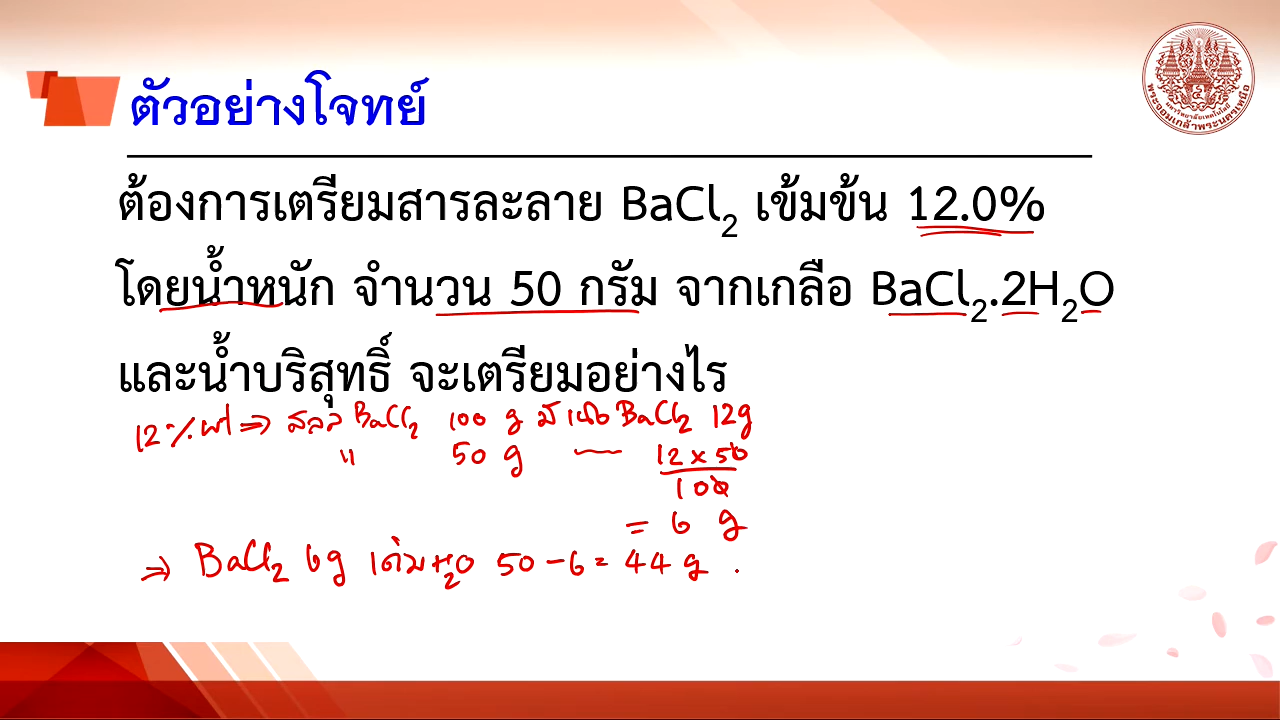 ตัวอย่างโจทย์
ต้องการเตรียมสารละลาย BaCl₂ เข้มข้น 12.0%
โดยน้ำหนัก จำนวน 50 กรัม จากเกลือ BaCl₂.2H₂O
และน้ำบริสุทธิ์ จะเตรียมอย่างไร
12 % wt ⇒ สลล BaCl₂ 100 g มีเนื้อ BaCl₂ 12g
" 50 g — 12 x 50
100
= 6 g
⇒ BaCl₂ 6g เติม H₂O 50 - 6 = 44 g .